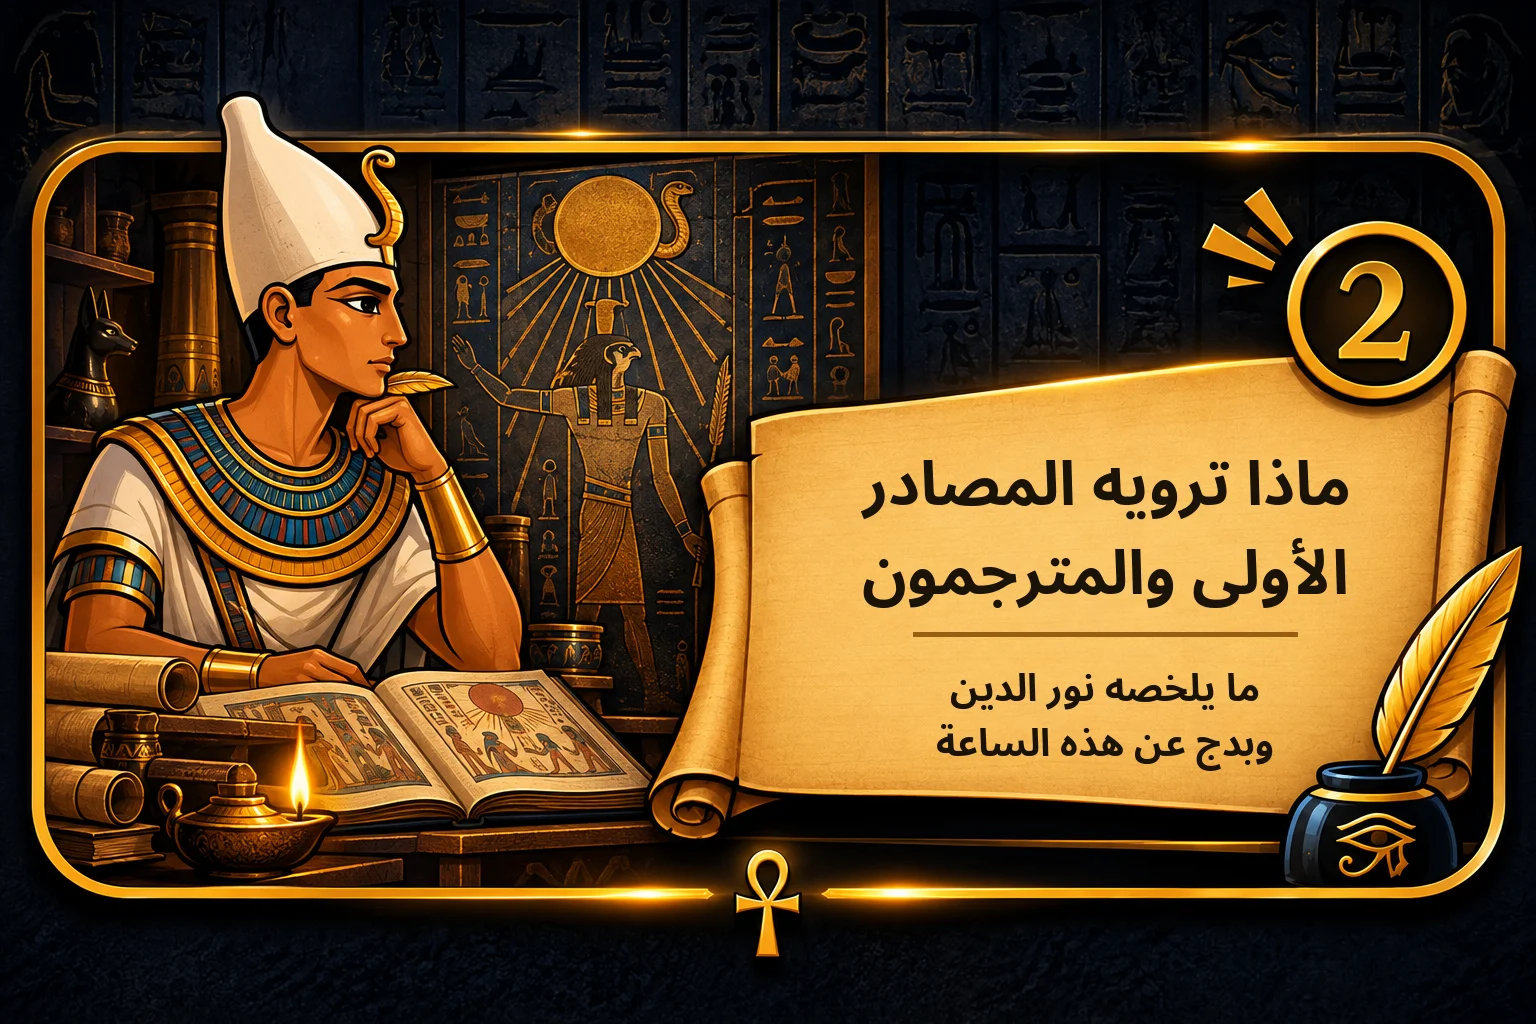 2
ماذا ترويه المصادر
الأولى والمترجمون
ما يلخصه نور الدين
وبدج عن هذه الساعة